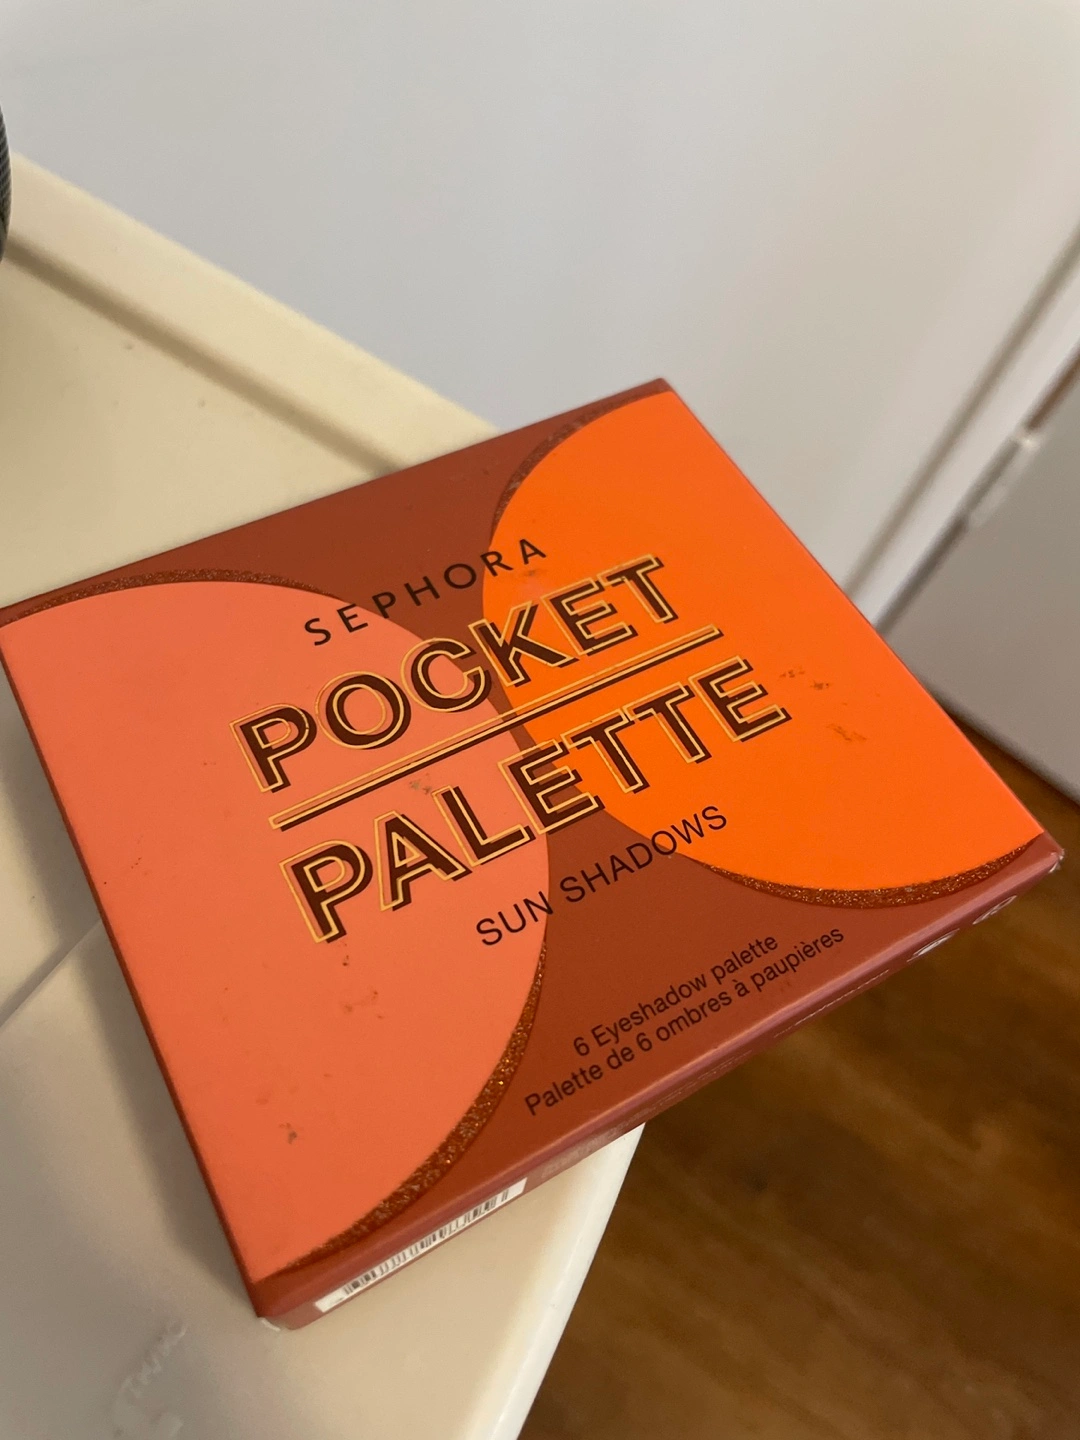 SEPHORA
POCKET
PALETTE
SUN SHADOWS
6 Eyeshadow palette
Palette de 6 ombres à paupières